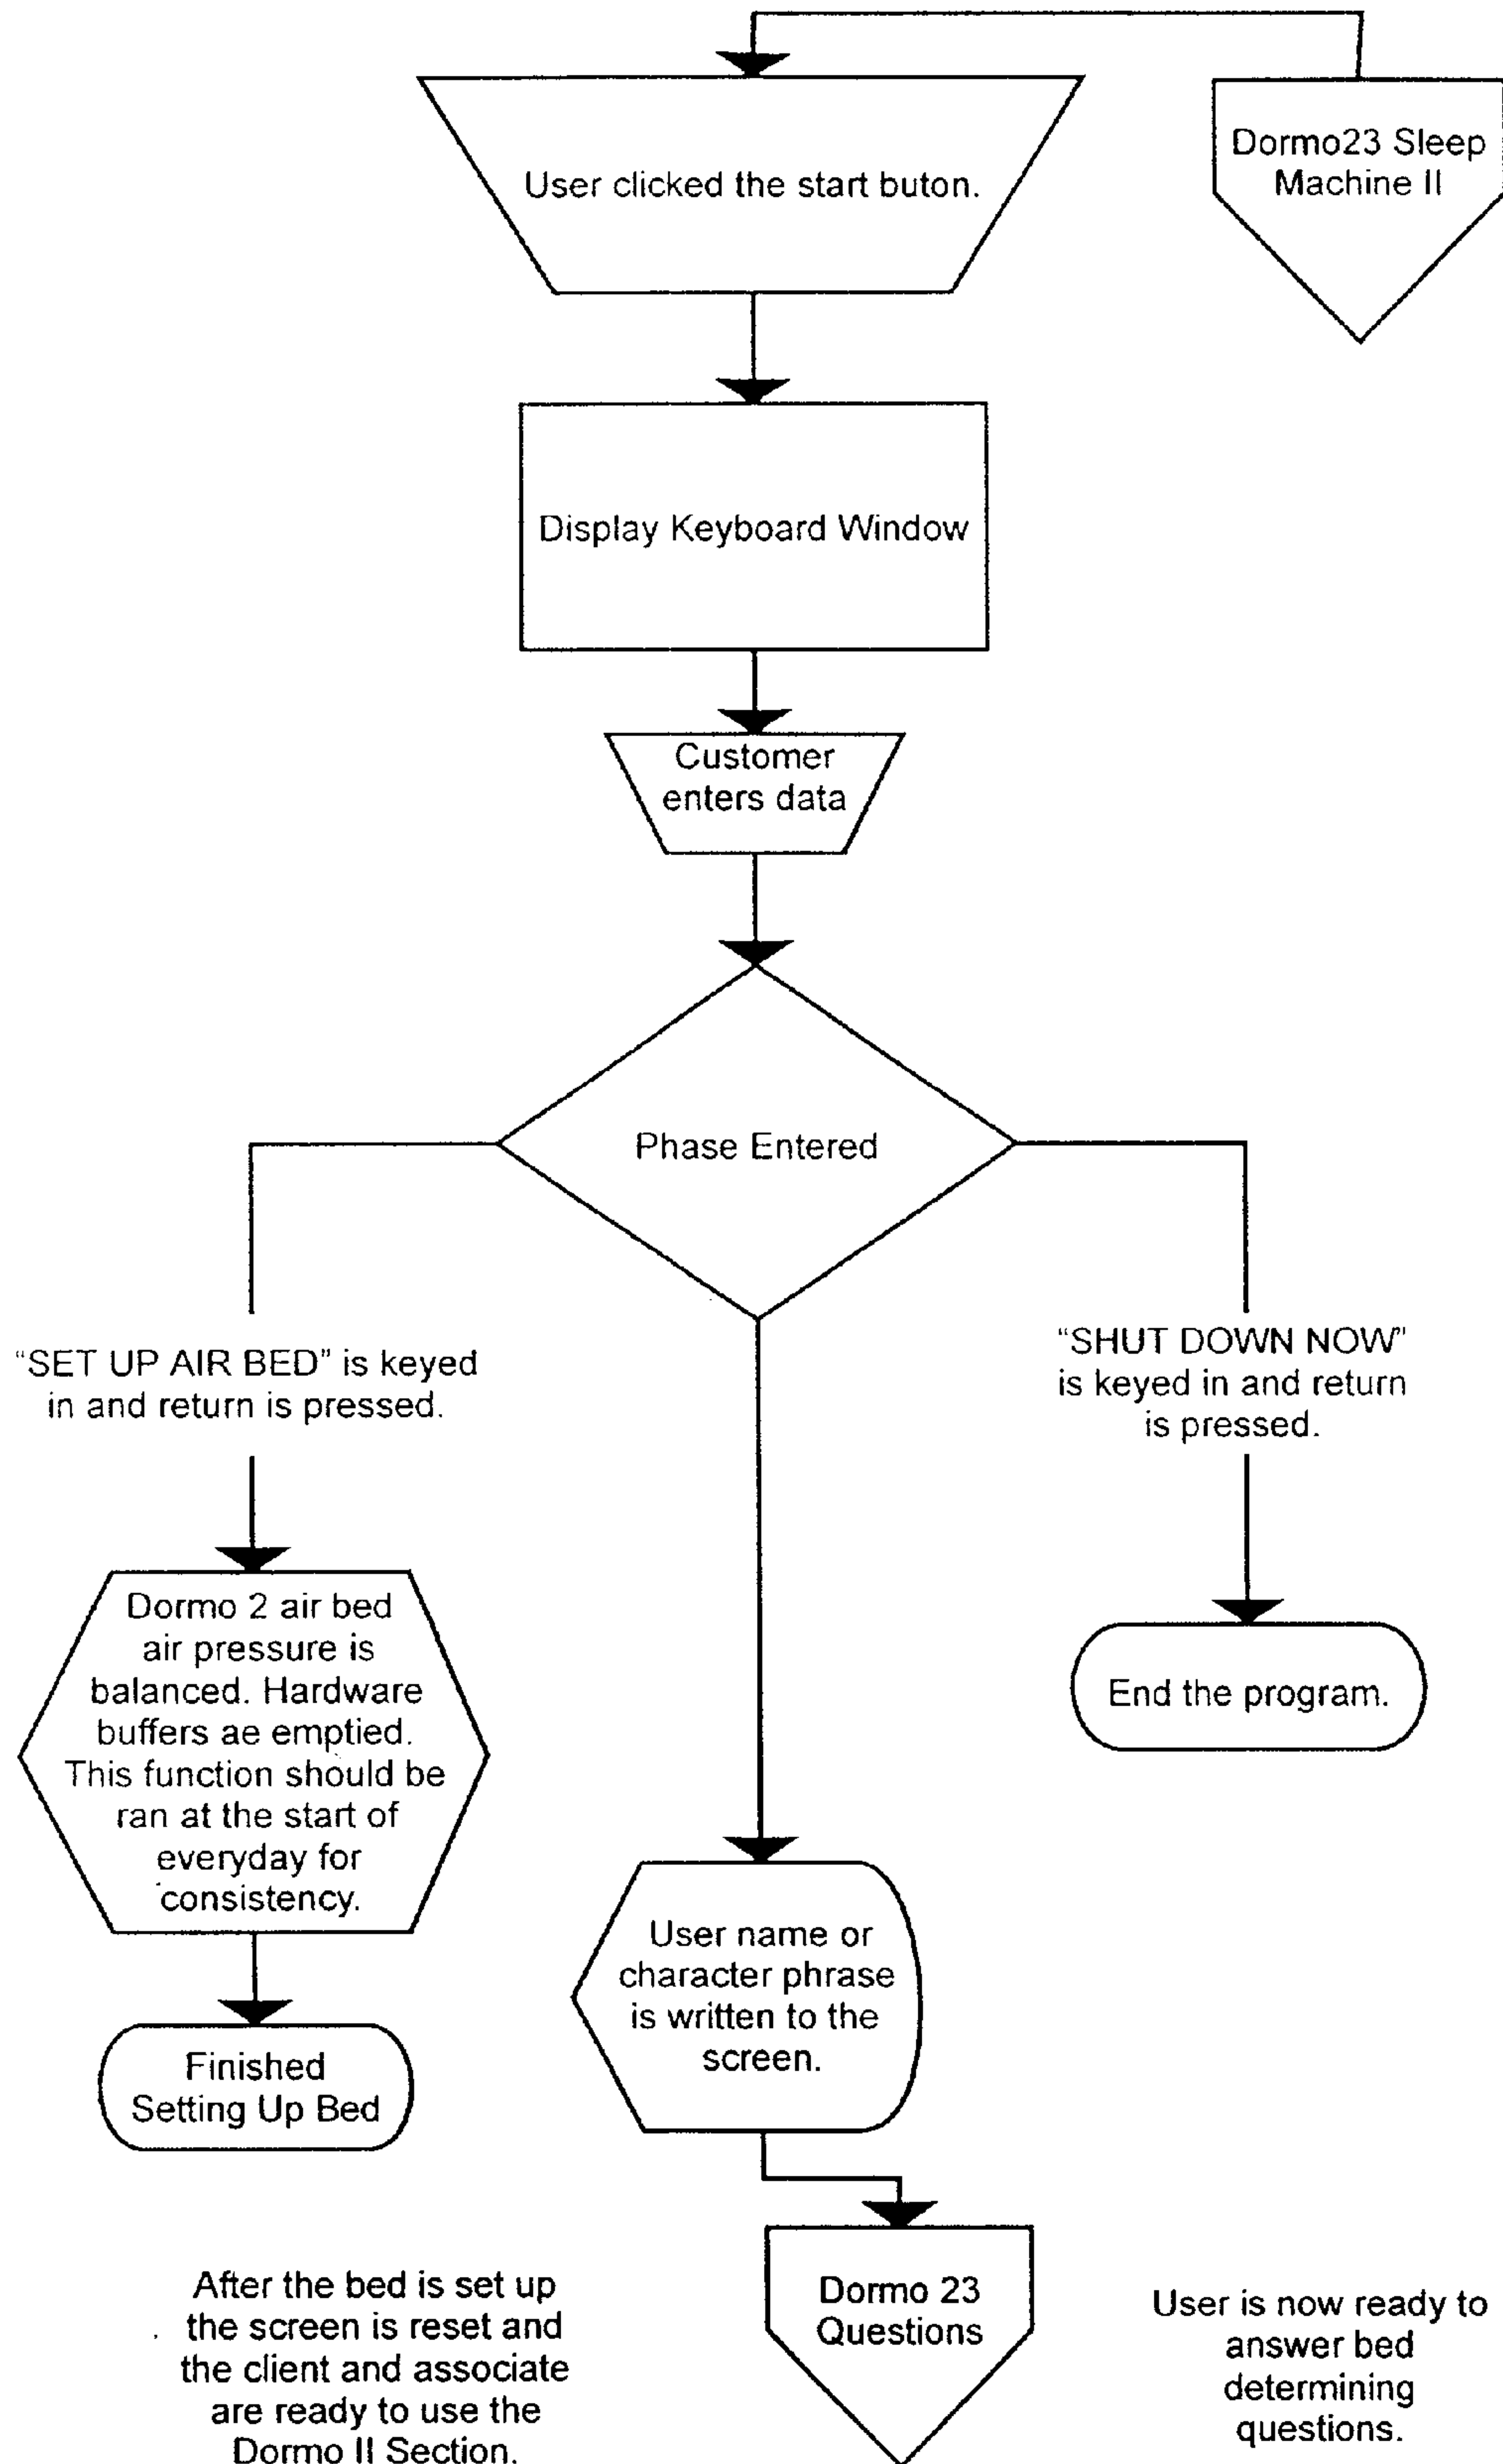 User clicked the start buton.
Dormo23 Sleep
Machine II
Display Keyboard Window
Customer
enters data
Phase Entered
“SET UP AIR BED” is keyed
in and return is pressed.
“SHUT DOWN NOW”
is keyed in and return
is pressed.
Dormo 2 air bed
air pressure is
balanced. Hardware
buffers ae emptied.
This function should be
ran at the start of
everyday for
consistency.
End the program.
User name or
character phrase
is written to the
screen.
Finished
Setting Up Bed
After the bed is set up
the screen is reset and
the client and associate
are ready to use the
Dormo II Section.
Dormo 23
Questions
User is now ready to
answer bed
determining
questions.